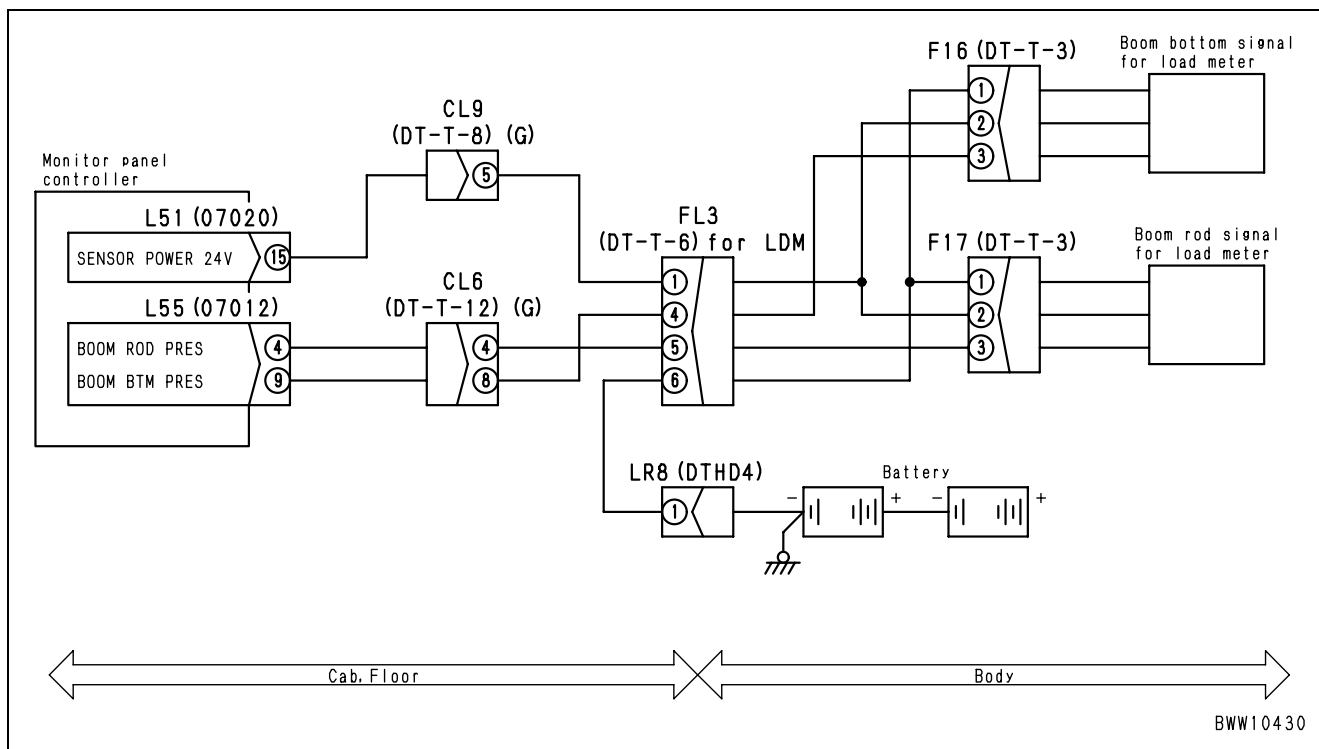 F16 (DT-T-3)
Boom bottom signal
for load meter
①
②
③
CL9
(DT-T-8) (G)
⑤
Monitor panel
controller
L51 (07020)
SENSOR POWER 24V
⑮
FL3
(DT-T-6) for LDM
①
④
⑤
⑥
F17 (DT-T-3)
Boom rod signal
for load meter
①
②
③
CL6
(DT-T-12) (G)
④
⑧
L55 (07012)
BOOM ROD PRES ④
BOOM BTM PRES ⑨
LR8 (DTHD4)
①
Battery
- + - +
Cab, Floor
Body
BWW10430